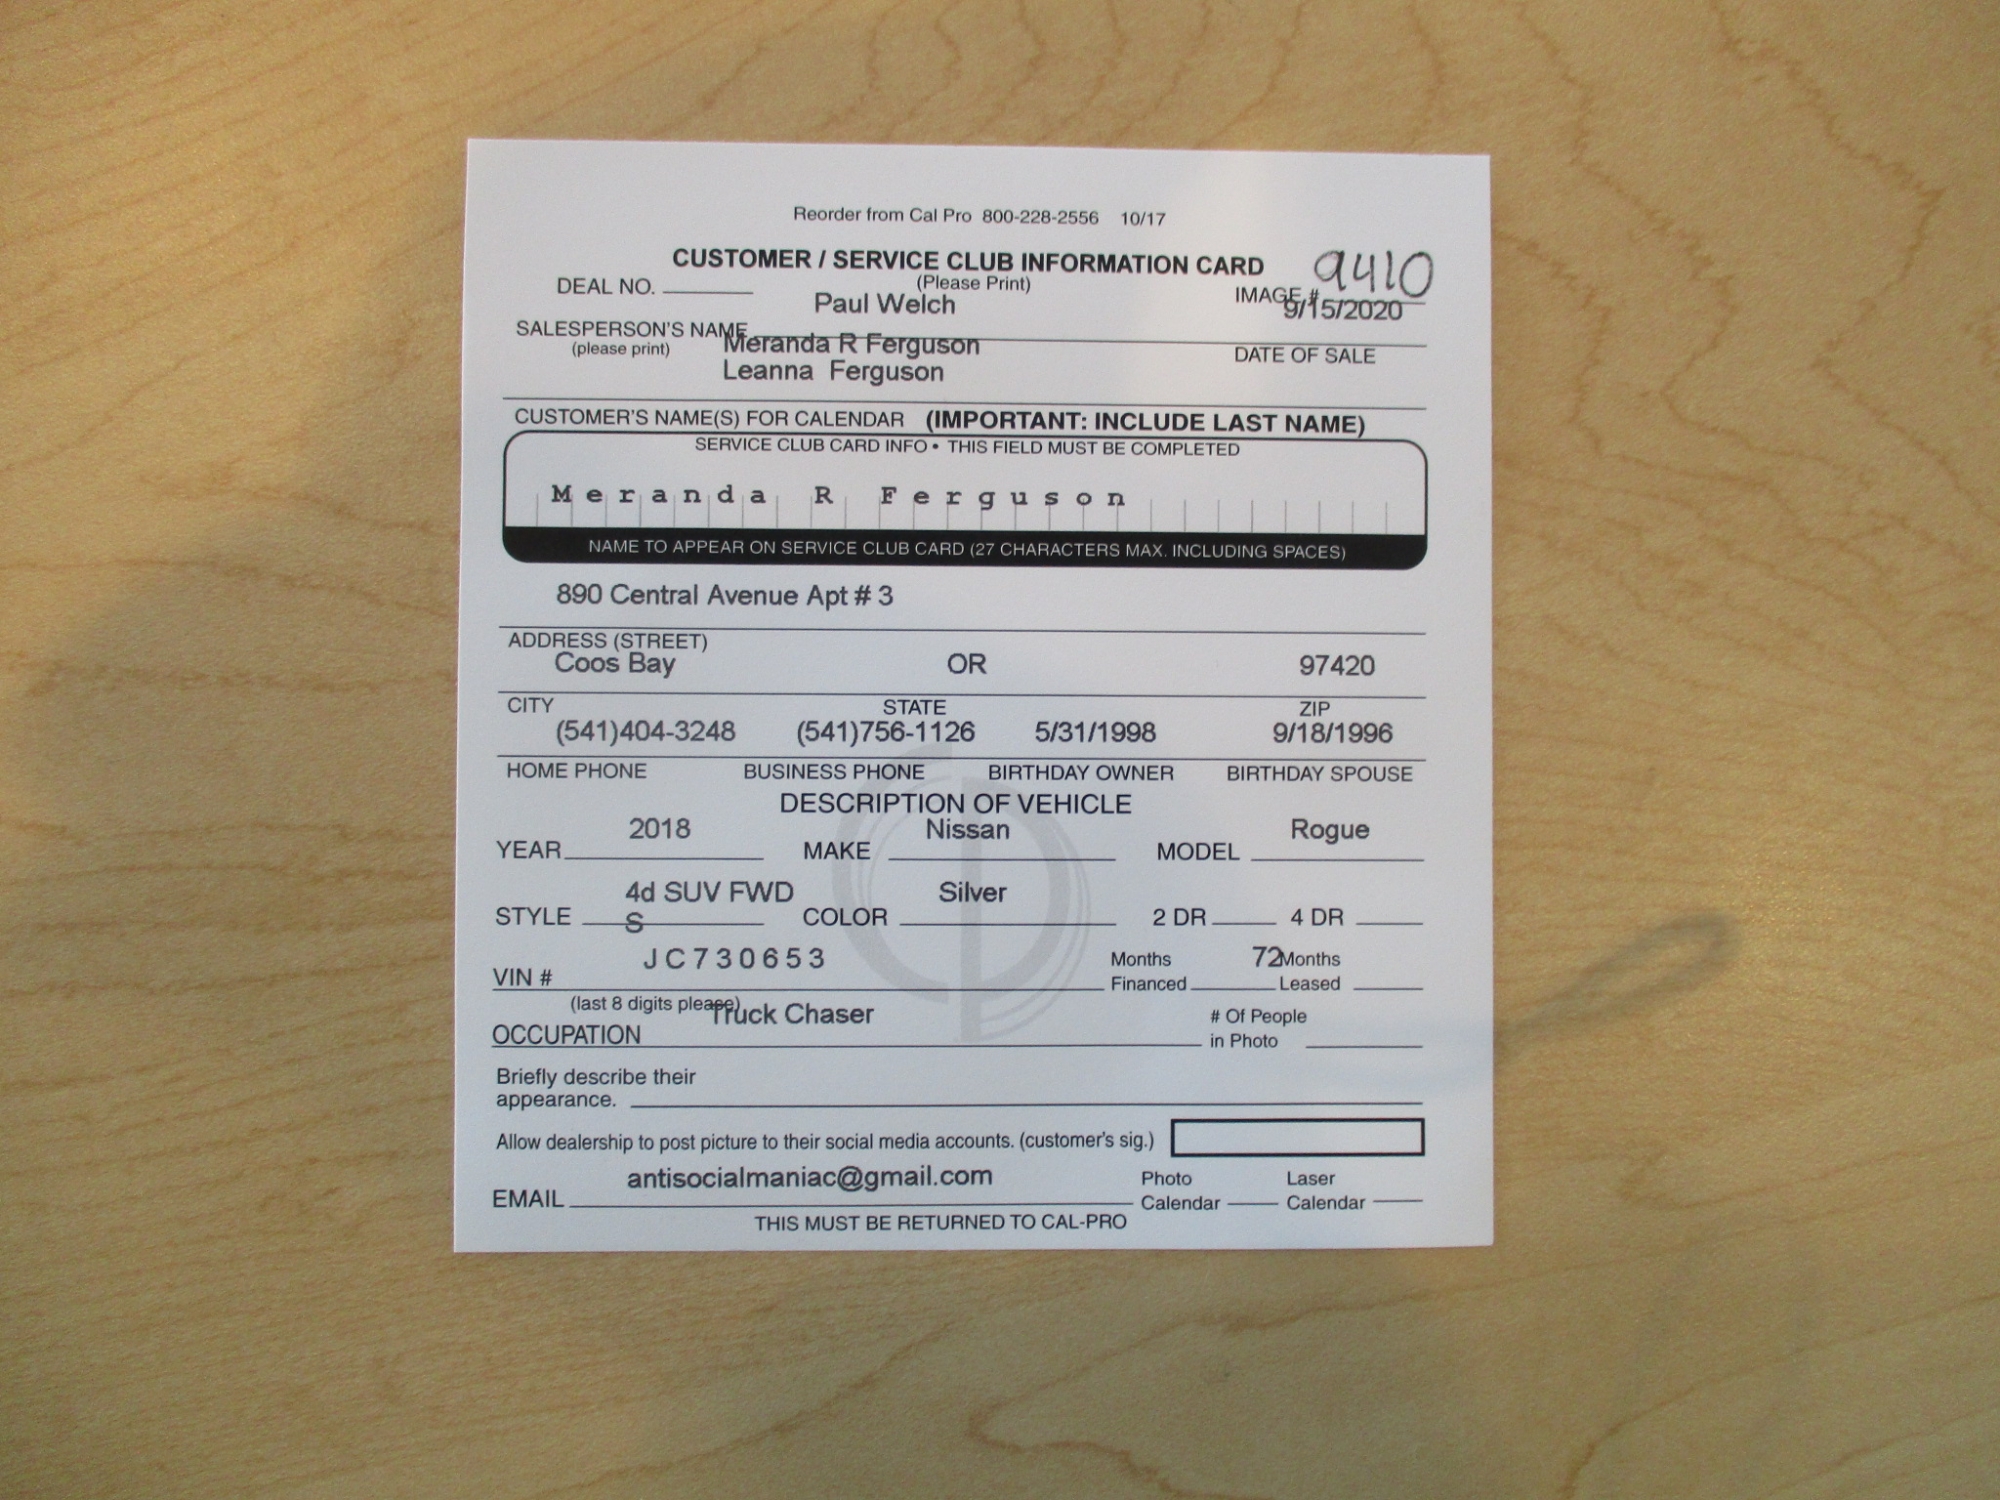 Reorder from Cal Pro 800-228-2556 10/17
CUSTOMER / SERVICE CLUB INFORMATION CARD
(Please Print)
9410
DEAL NO.
Paul Welch
IMAGE #
9/15/2020
SALESPERSON'S NAME
(please print)
DATE OF SALE
Meranda R Ferguson
Leanna Ferguson
CUSTOMER'S NAME(S) FOR CALENDAR (IMPORTANT: INCLUDE LAST NAME)
SERVICE CLUB CARD INFO • THIS FIELD MUST BE COMPLETED
Meranda R Ferguson
NAME TO APPEAR ON SERVICE CLUB CARD (27 CHARACTERS MAX. INCLUDING SPACES)
890 Central Avenue Apt # 3
ADDRESS (STREET)
Coos Bay OR 97420
CITY STATE ZIP
(541)404-3248 (541)756-1126 5/31/1998 9/18/1996
HOME PHONE BUSINESS PHONE BIRTHDAY OWNER BIRTHDAY SPOUSE
DESCRIPTION OF VEHICLE
2018 Nissan Rogue
YEAR MAKE MODEL
4d SUV FWD Silver
STYLE S COLOR 2 DR 4 DR
JC730653 Months 72 Months
VIN # Financed Leased
(last 8 digits please)
Truck Chaser # Of People
OCCUPATION in Photo
Briefly describe their
appearance.
Allow dealership to post picture to their social media accounts. (customer's sig.)
antisocialmaniac@gmail.com Photo Laser
EMAIL Calendar Calendar
THIS MUST BE RETURNED TO CAL-PRO